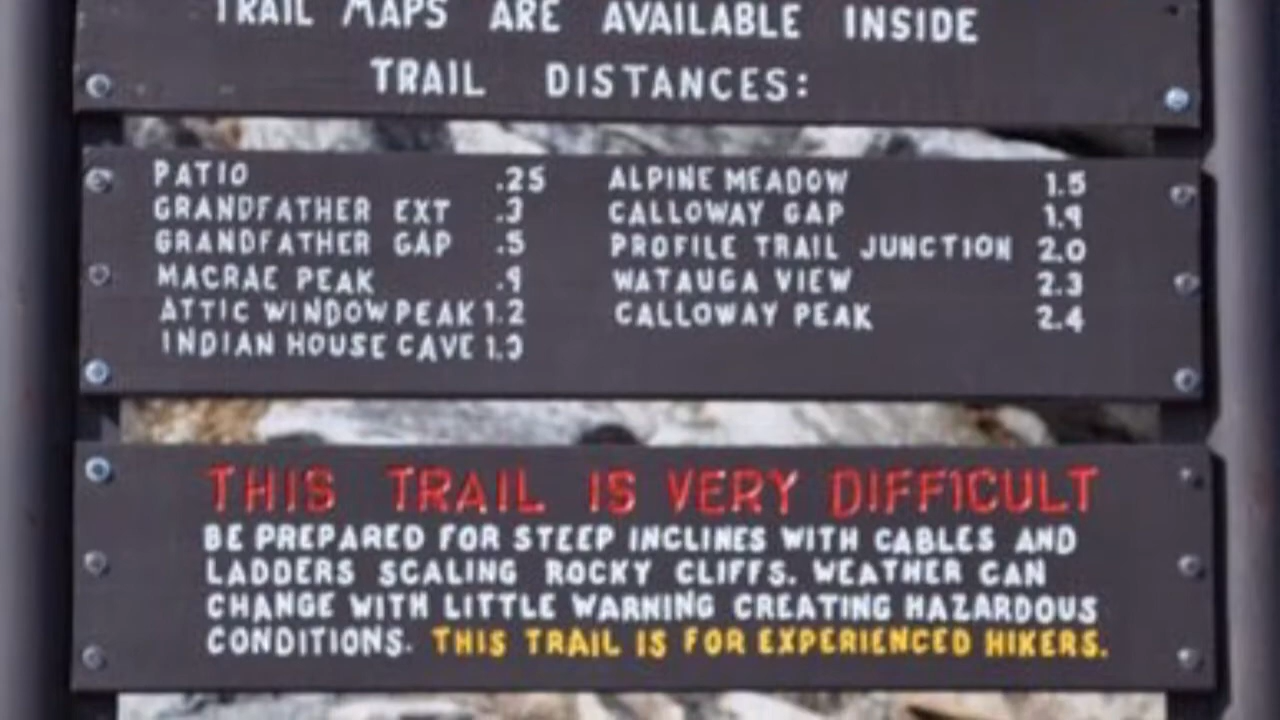 TRAIL MAPS ARE AVAILABLE INSIDE
TRAIL DISTANCES:
PATIO .25
GRANDFATHER EXT .3
GRANDFATHER GAP .5
MACRAE PEAK .9
ATTIC WINDOW PEAK 1.2
INDIAN HOUSE CAVE 1.3
ALPINE MEADOW 1.5
CALLOWAY GAP 1.9
PROFILE TRAIL JUNCTION 2.0
WATAUGA VIEW 2.3
CALLOWAY PEAK 2.4
THIS TRAIL IS VERY DIFFICULT
BE PREPARED FOR STEEP INCLINES WITH CABLES AND
LADDERS SCALING ROCKY CLIFFS. WEATHER CAN
CHANGE WITH LITTLE WARNING CREATING HAZARDOUS
CONDITIONS. THIS TRAIL IS FOR EXPERIENCED HIKERS.